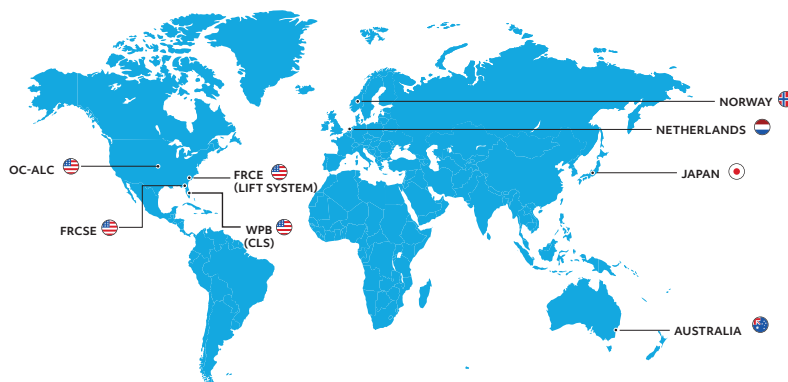 NORWAY
NETHERLANDS
OC-ALC
FRCE
(LIFT SYSTEM)
JAPAN
FRCSE
WPB
(CLS)
AUSTRALIA